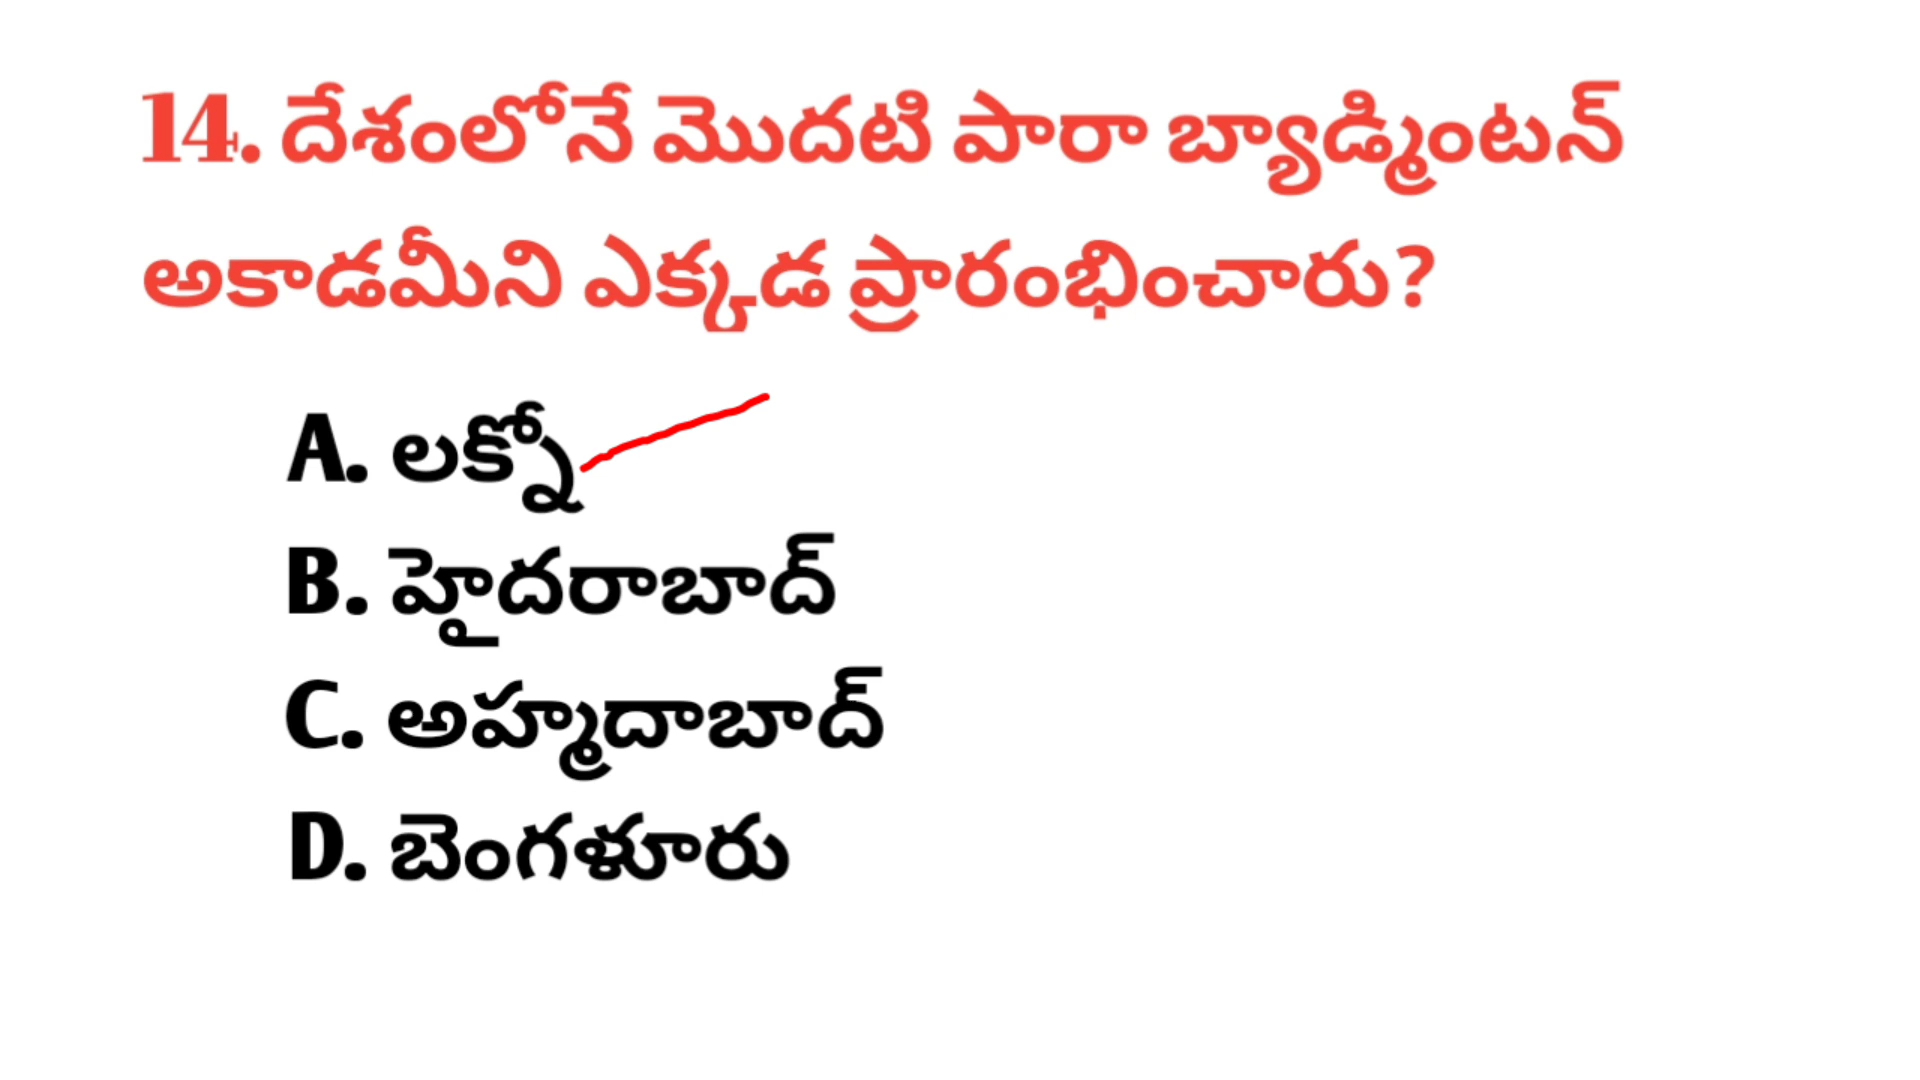 14. దేశంలోనే మొదటి పారా బ్యాడ్మింటన్
అకాడమీని ఎక్కడ ప్రారంభించారు?
A. లక్నో
B. హైదరాబాద్
C. అహ్మదాబాద్
D. బెంగళూరు